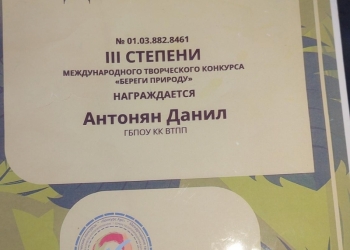 № 01.03.882.8461
III СТЕПЕНИ
МЕЖДУНАРОДНОГО ТВОРЧЕСКОГО КОНКУРСА
«БЕРЕГИ ПРИРОДУ»
НАГРАЖДАЕТСЯ
Антонян Данил
ГБПОУ КК ВТПП